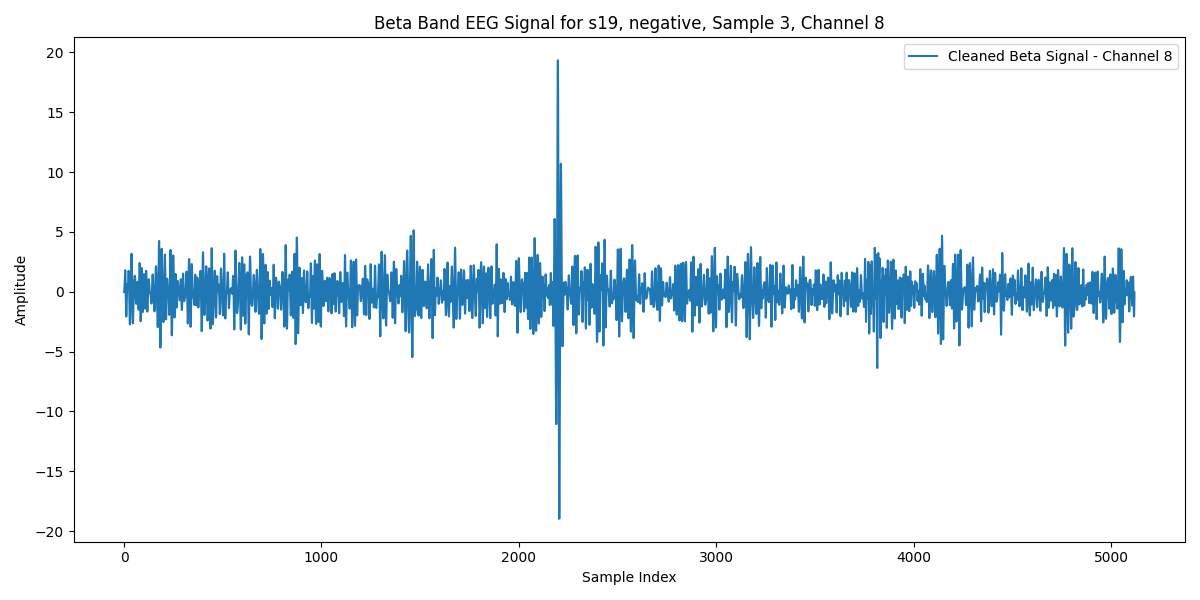 Beta Band EEG Signal for s19, negative, Sample 3, Channel 8
Cleaned Beta Signal - Channel 8
Amplitude
20
15
10
5
0
−5
−10
−15
−20
0 1000 2000 3000 4000 5000
Sample Index